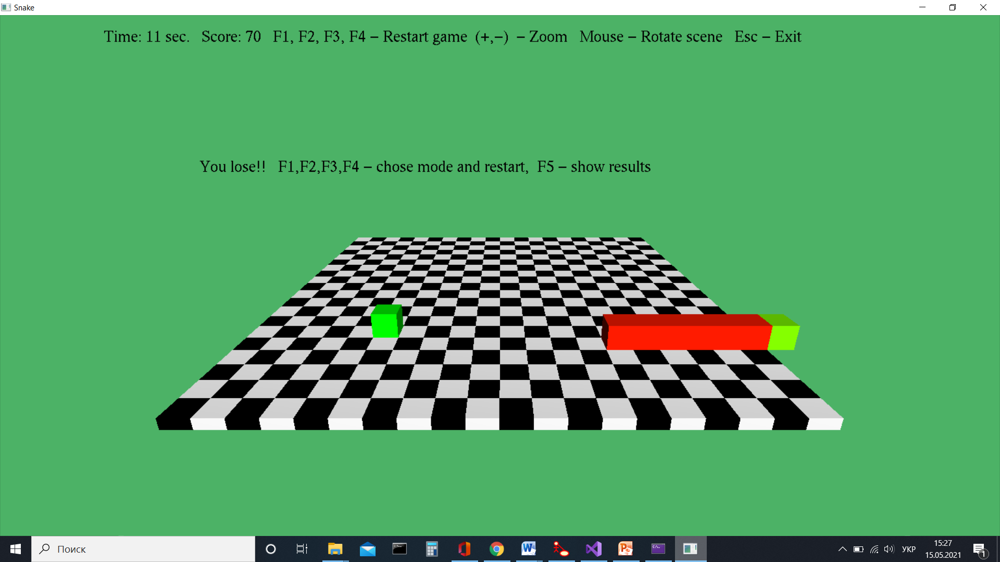 Snake
Time: 11 sec.   Score: 70   F1, F2, F3, F4 – Restart game  (+,–)  – Zoom   Mouse – Rotate scene   Esc – Exit
You lose!!   F1,F2,F3,F4 – chose mode and restart,  F5 – show results
Поиск
УКР
15:27
15.05.2021
1